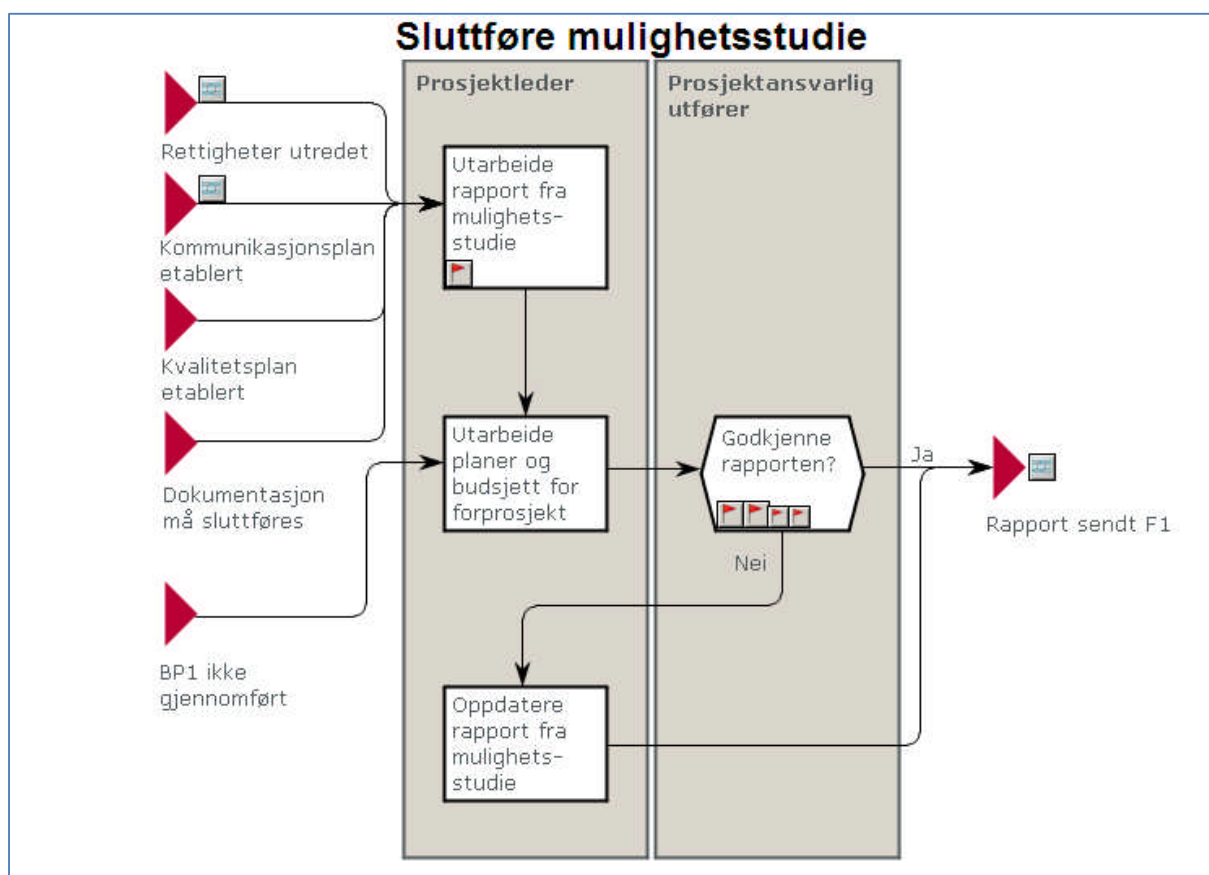 Sluttføre mulighetsstudie
Prosjektleder
Prosjektansvarlig
utfører
Rettigheter utredet
Utarbeide
rapport fra
mulighets-
studie
Kommunikasjonsplan
etablert
Kvalitetsplan
etablert
Utarbeide
planer og
budsjett for
forprosjekt
Godkjenne
rapporten?
Ja
Dokumentasjon
må sluttføres
Rapport sendt F1
Nei
BP1 ikke
gjennomført
Oppdatere
rapport fra
mulighets-
studie